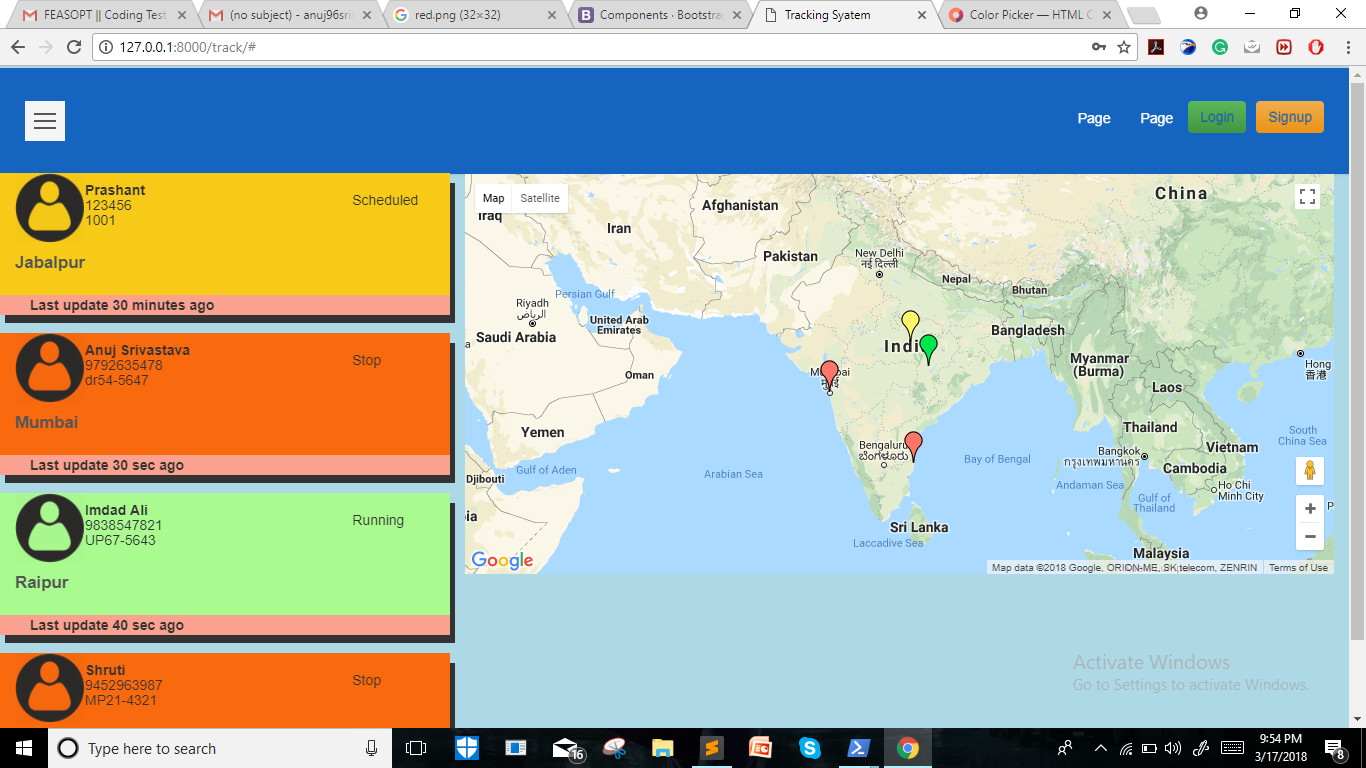 FEASOPT || Coding Test
(no subject) - anuj96sri
red.png (32×32)
Components · Bootstra
Tracking Syatem
Color Picker — HTML C
127.0.0.1:8000/track/#
Page
Page
Login
Signup
Prashant
123456
1001
Scheduled
Jabalpur
Last update 30 minutes ago
Anuj Srivastava
9792635478
dr54-5647
Stop
Mumbai
Last update 30 sec ago
Imdad Ali
9838547821
UP67-5643
Running
Raipur
Last update 40 sec ago
Shruti
9452963987
MP21-4321
Stop
Map
Satellite
Iraq
Iran
Afghanistan
China
Pakistan
New Delhi
नई दिल्ली
Nepal
Bhutan
Persian Gulf
Riyadh
الرياض
United Arab
Emirates
Saudi Arabia
Oman
Bangladesh
Myanmar
(Burma)
Hong
香港
Laos
Yemen
Gulf of Aden
Djibouti
Arabian Sea
Bengaluru
ಬೆಂಗಳೂರು
Bay of Bengal
Thailand
Bangkok
กรุงเทพมหานคร
Vietnam
Cambodia
South
China Sea
Andaman Sea
Gulf of
Thailand
Ho Chi
Minh City
Sri Lanka
Laccadive Sea
Malaysia
Google
Map data ©2018 Google, ORION-ME, SK telecom, ZENRIN
Terms of Use
Activate Windows
Go to Settings to activate Windows.
Type here to search
16
9:54 PM
3/17/2018
8